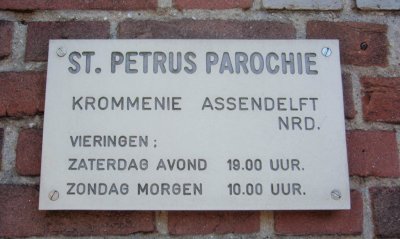 ST. PETRUS PAROCHIE
KROMMENIE ASSENDELFT
NRD.
VIERINGEN ;
ZATERDAG AVOND 19.00 UUR.
ZONDAG MORGEN 10.00 UUR.